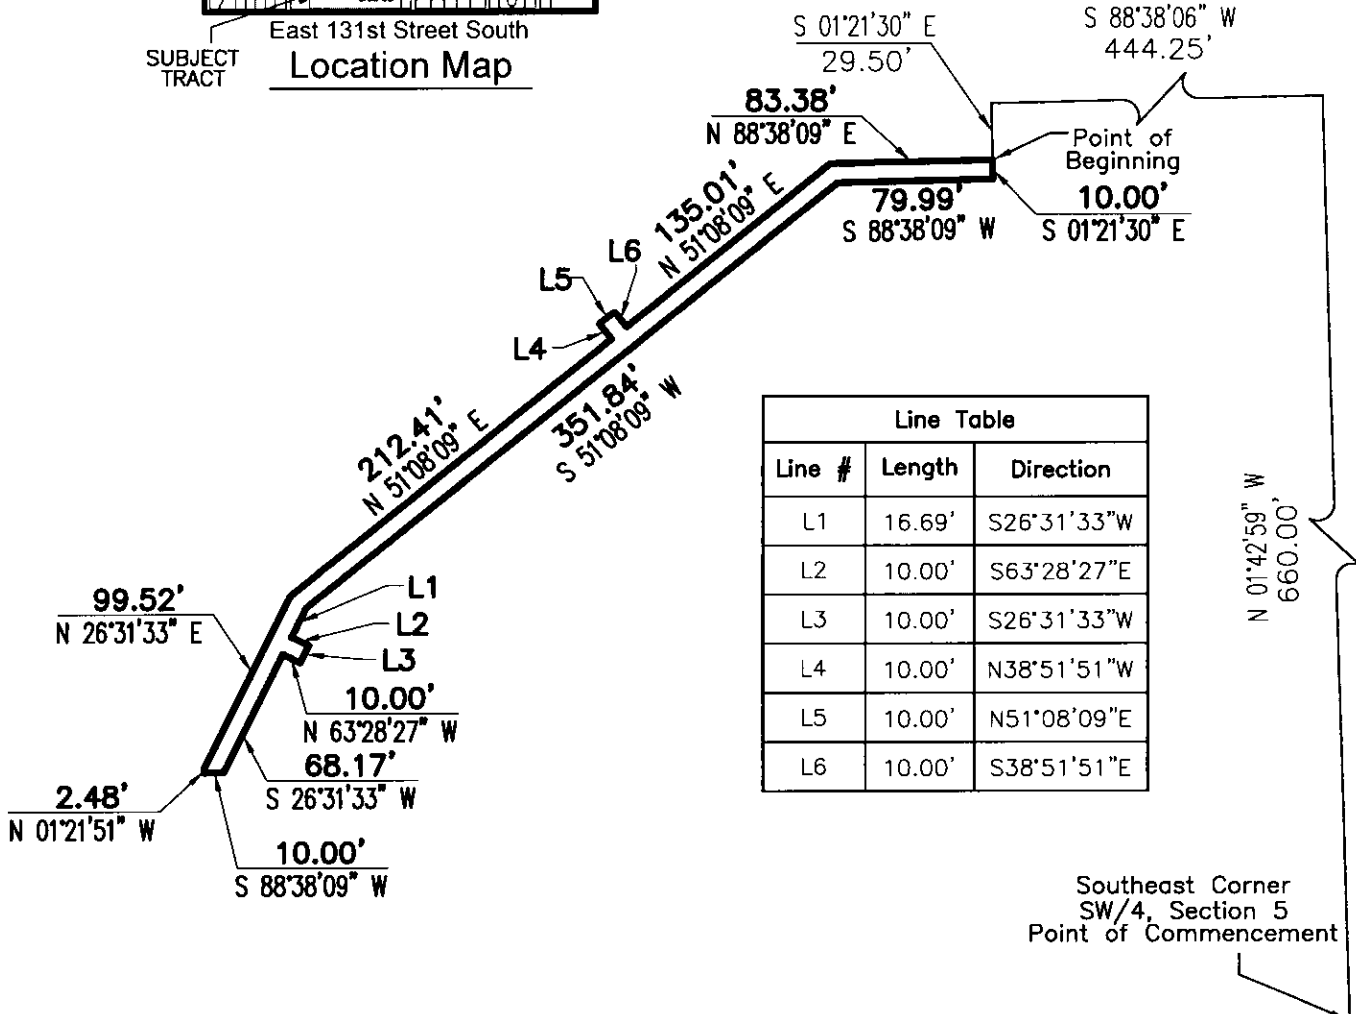 East 131st Street South
SUBJECT
TRACT
Location Map
S 01°21'30" E
29.50'
S 88°38'06" W
444.25'
83.38'
N 88°38'09" E
Point of
Beginning
79.99'
S 88°38'09" W
10.00'
S 01°21'30" E
135.01'
N 51°08'09" E
L6
L5
L4
212.41'
N 51°08'09" E
351.84'
S 51°08'09" W
Line Table
Line # Length Direction
L1 16.69' S26°31'33"W
L2 10.00' S63°28'27"E
L3 10.00' S26°31'33"W
L4 10.00' N38°51'51"W
L5 10.00' N51°08'09"E
L6 10.00' S38°51'51"E
N 01°42'59" W
660.00'
99.52'
N 26°31'33" E
L1
L2
L3
10.00'
N 63°28'27" W
68.17'
S 26°31'33" W
2.48'
N 01°21'51" W
10.00'
S 88°38'09" W
Southeast Corner
SW/4, Section 5
Point of Commencement